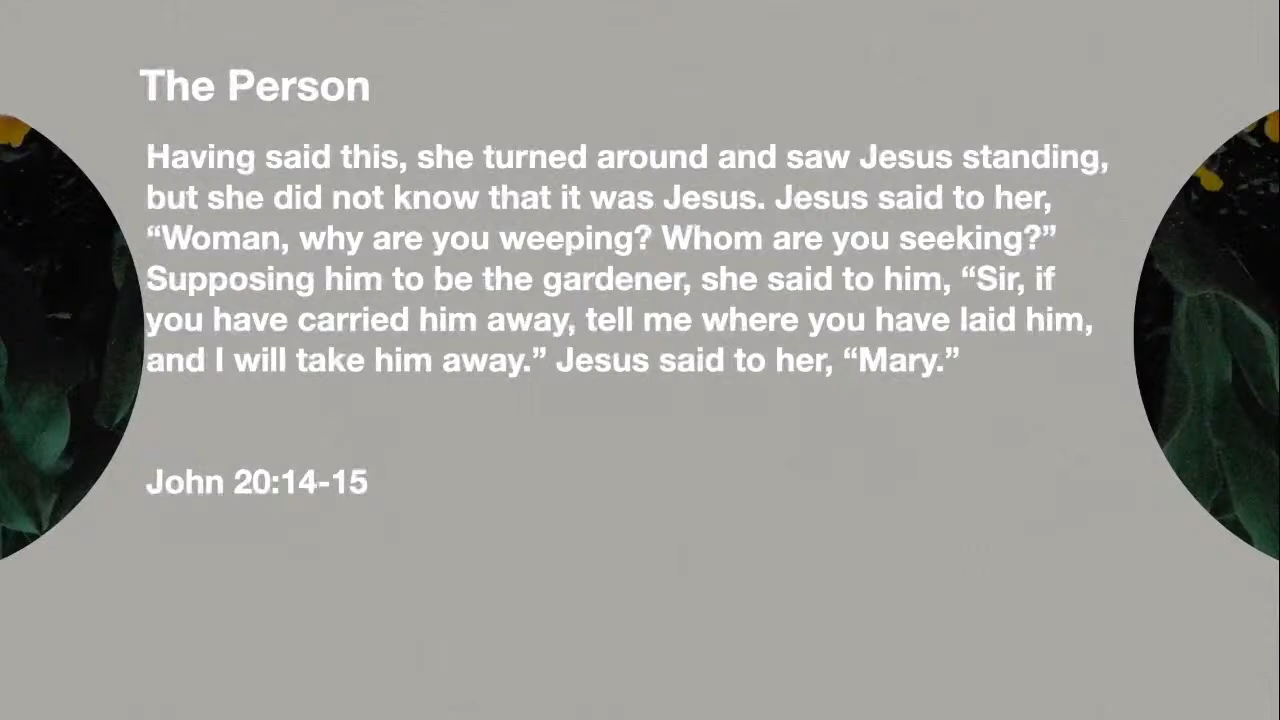 The Person
Having said this, she turned around and saw Jesus standing,
but she did not know that it was Jesus. Jesus said to her,
“Woman, why are you weeping? Whom are you seeking?”
Supposing him to be the gardener, she said to him, “Sir, if
you have carried him away, tell me where you have laid him,
and I will take him away.” Jesus said to her, “Mary.”
John 20:14-15